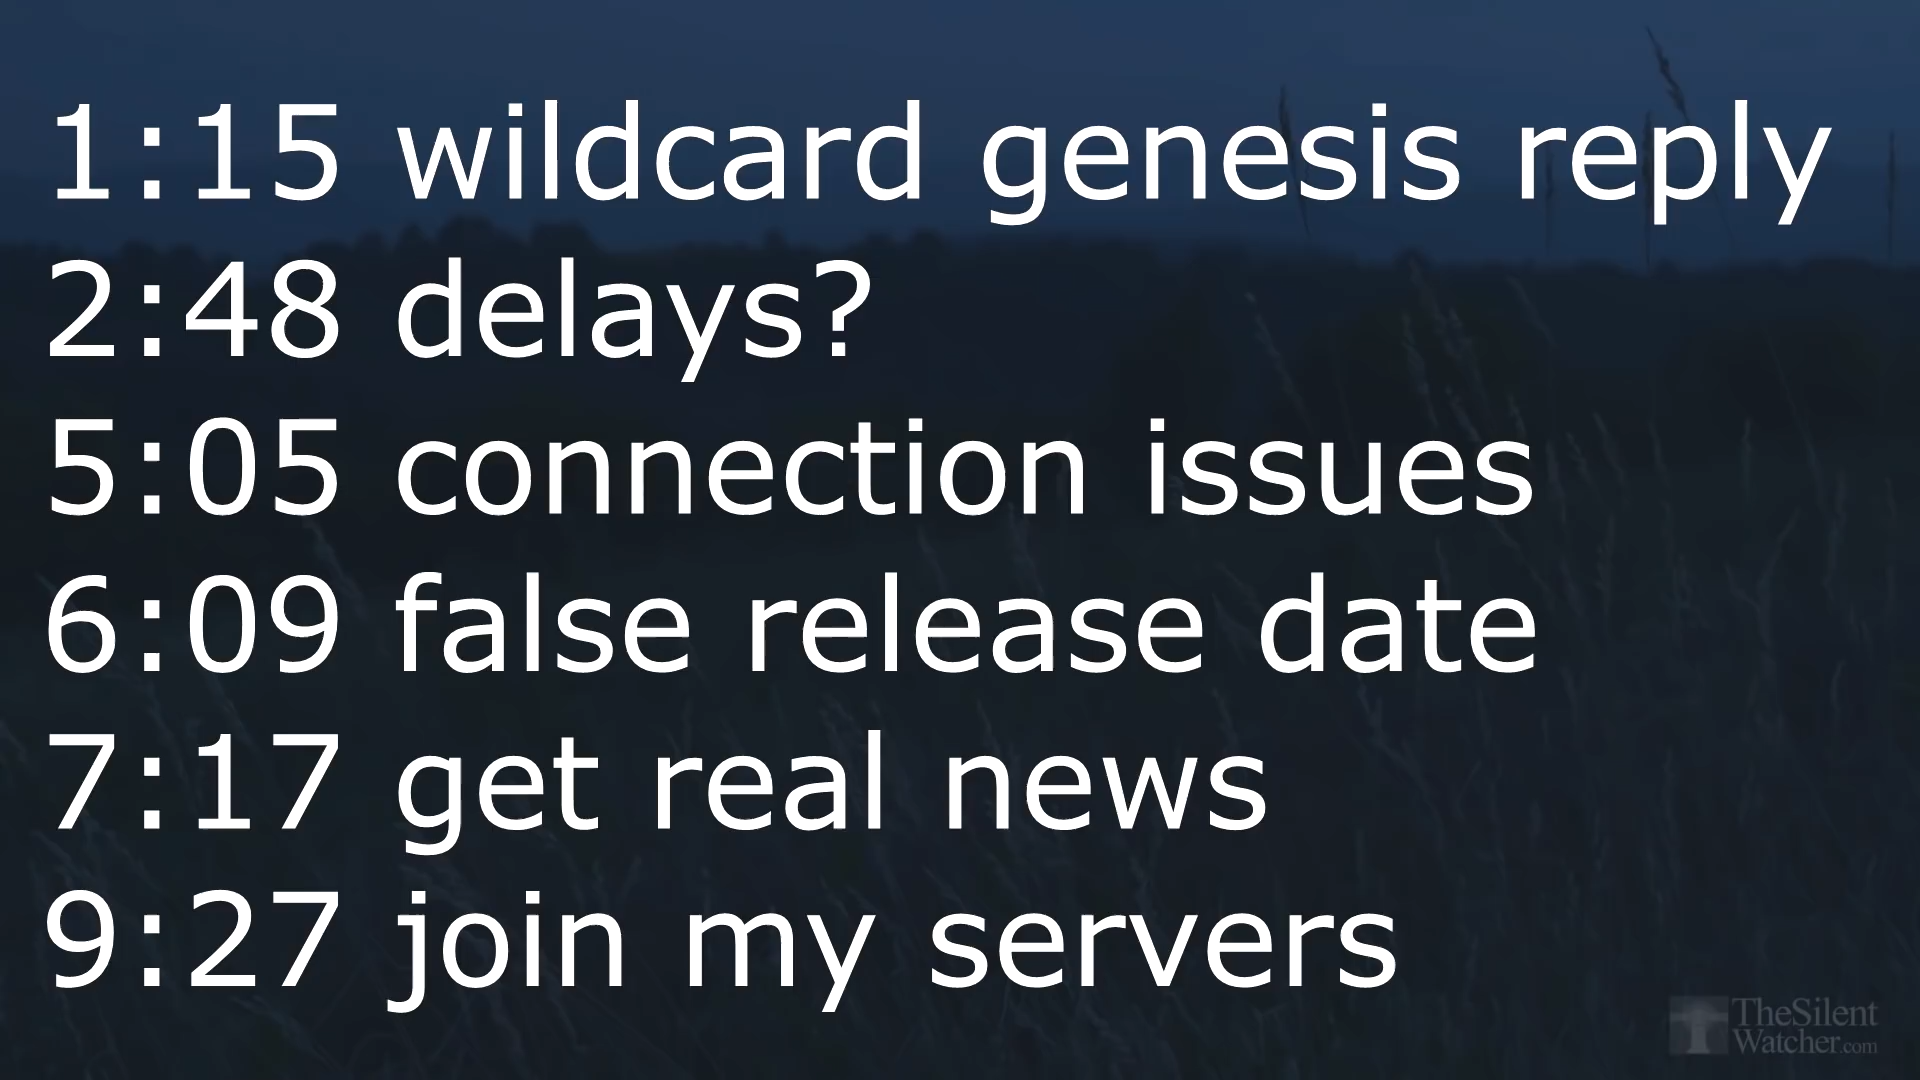 1:15 wildcard genesis reply
2:48 delays?
5:05 connection issues
6:09 false release date
7:17 get real news
9:27 join my servers
TheSilent
Watcher.com